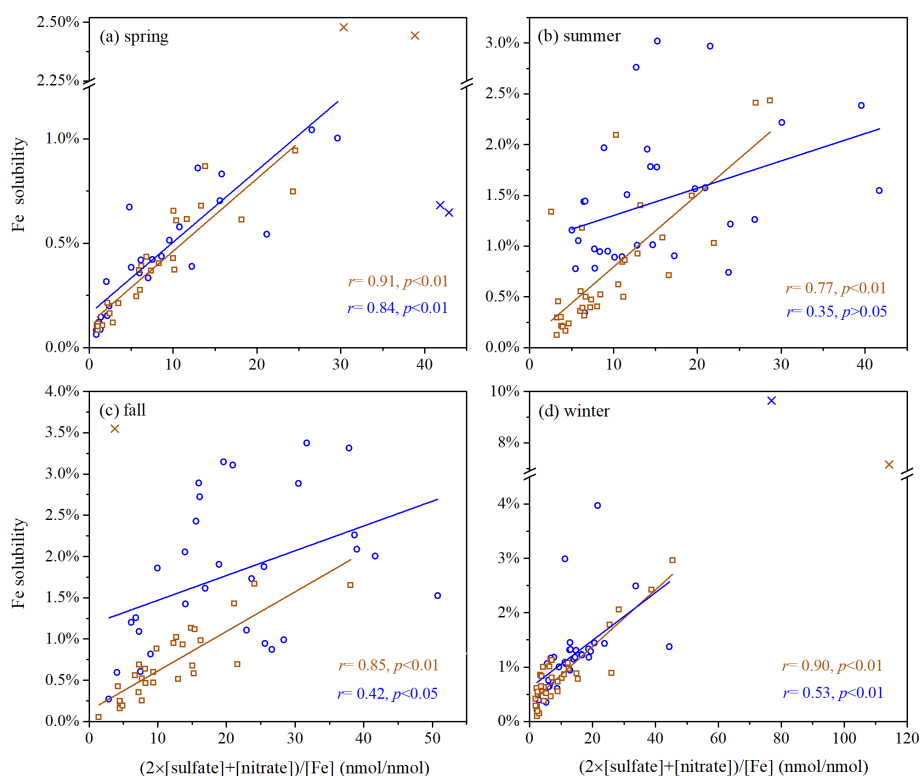 2.50%
(a) spring
2.25%
1.0%
0.5%
0.0%
Fe solubility
r= 0.91, p<0.01
r= 0.84, p<0.01
0 10 20 30 40
(b) summer
3.0%
2.5%
2.0%
1.5%
1.0%
0.5%
0.0%
r= 0.77, p<0.01
r= 0.35, p>0.05
0 5 10 15 20 25 30 35 40 45
4.0%
(c) fall
3.5%
3.0%
2.5%
2.0%
1.5%
1.0%
0.5%
0.0%
Fe solubility
r= 0.85, p<0.01
r= 0.42, p<0.05
0 10 20 30 40 50
(2×[sulfate]+[nitrate])/[Fe] (nmol/nmol)
10%
(d) winter
8%
6%
4%
3%
2%
1%
0%
r= 0.90, p<0.01
r= 0.53, p<0.01
0 20 40 60 80 100 120
(2×[sulfate]+[nitrate])/[Fe] (nmol/nmol)